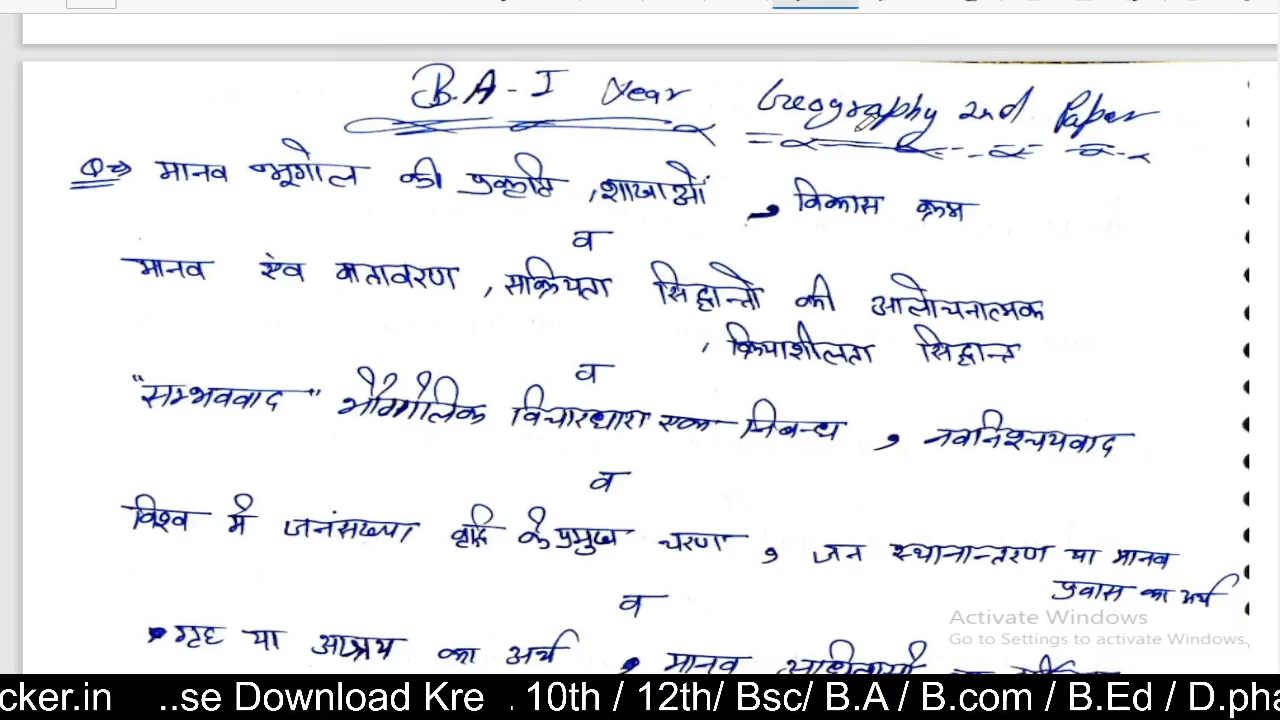 B.A - I Year Geography 2nd Paper
Q⇒ मानव भूगोल की प्रकृति, शाखाओं, विकास क्रम
व
मानव एंव वातावरण, सक्रियता सिद्धान्तो की आलोचनात्मक
, क्रियाशीलता सिद्धान्त
व
"सम्भववाद" भौगोलिक विचारधारा एक निबन्ध, नवनिश्चयवाद
व
विश्व मे जनंसख्या वृद्धि के प्रमुख चरण, जन स्थानान्तरण या मानव
प्रवास का अर्थ
व
गृह या आश्रय का अर्थ, मानव
Activate Windows
Go to Settings to activate Windows.
cker.in ..se Download Kre . 10th / 12th/ Bsc/ B.A / B.com / B.Ed / D.pha